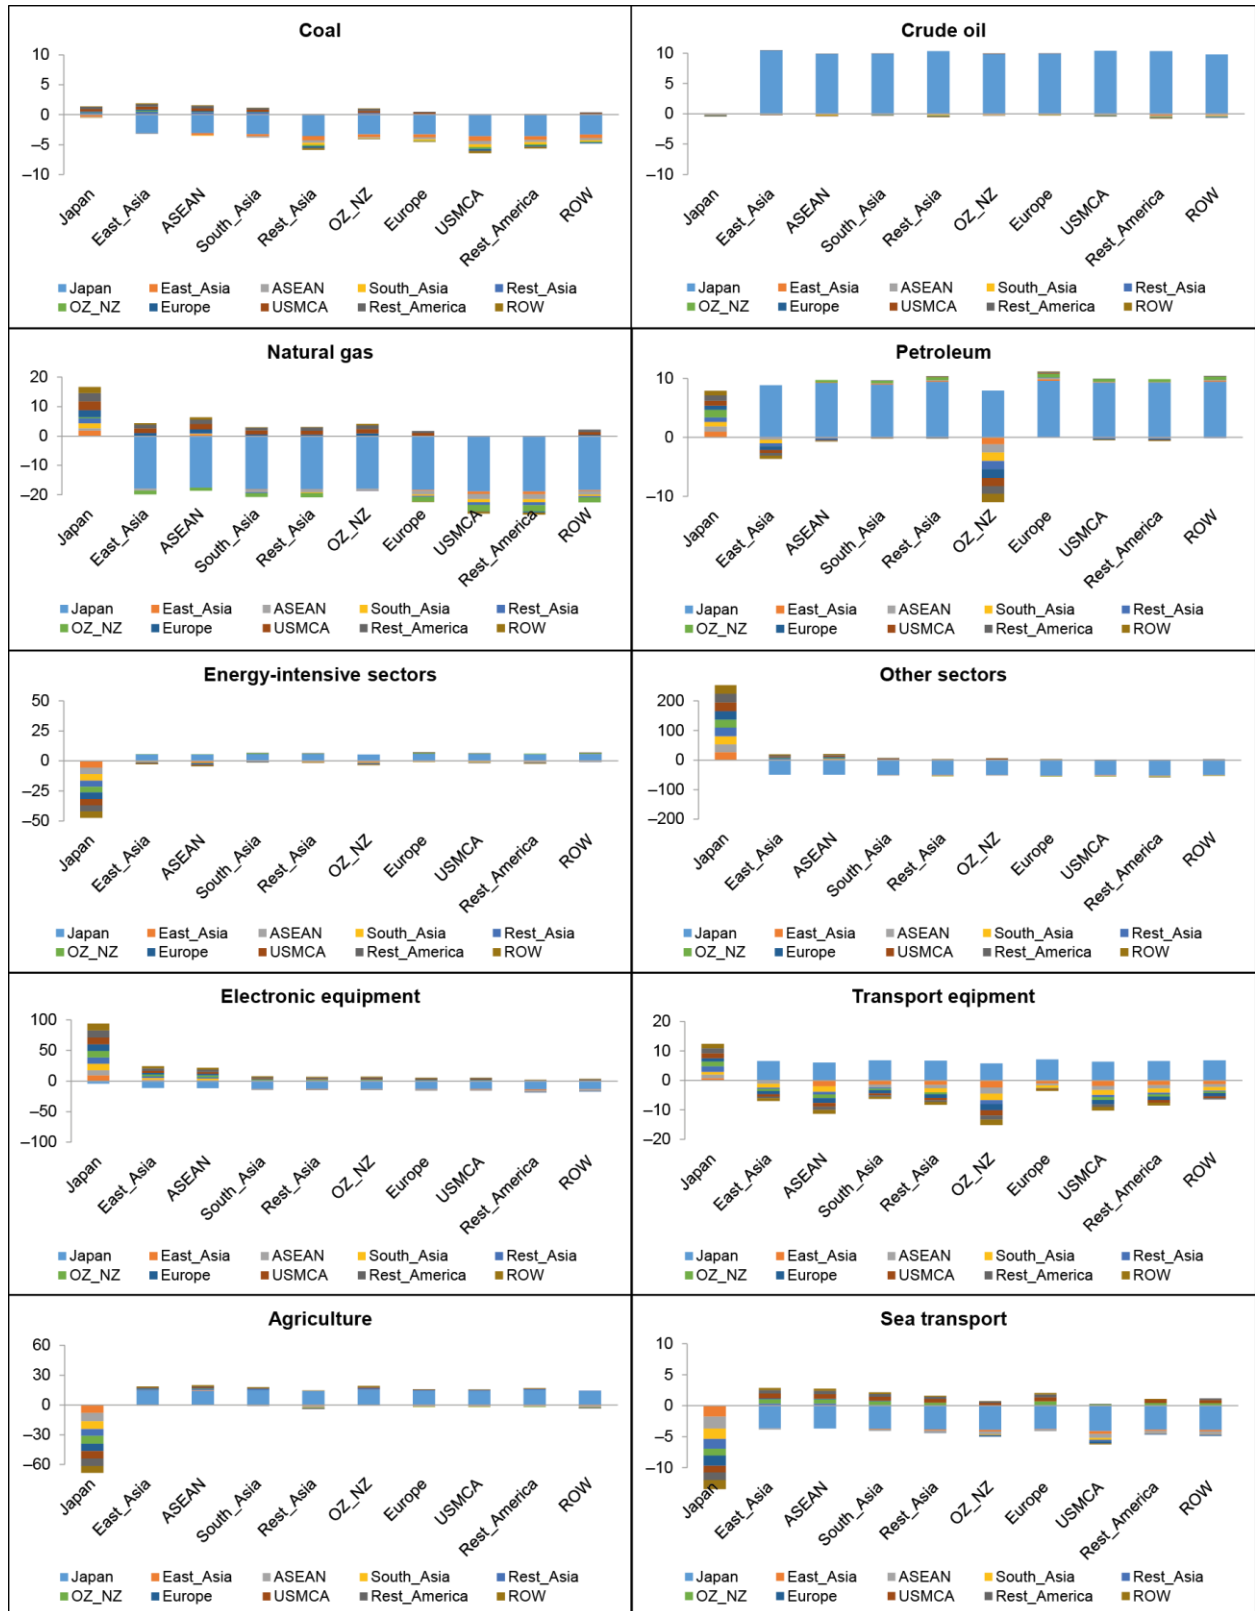 Coal
10
5
0
–5
–10
Japan
East_Asia
ASEAN
South_Asia
Rest_Asia
OZ_NZ
Europe
USMCA
Rest_America
ROW
Japan East_Asia ASEAN South_Asia Rest_Asia
OZ_NZ Europe USMCA Rest_America ROW
Crude oil
10
5
0
–5
–10
Japan
East_Asia
ASEAN
South_Asia
Rest_Asia
OZ_NZ
Europe
USMCA
Rest_America
ROW
Japan East_Asia ASEAN South_Asia Rest_Asia
OZ_NZ Europe USMCA Rest_America ROW
Natural gas
20
10
0
–10
–20
Japan
East_Asia
ASEAN
South_Asia
Rest_Asia
OZ_NZ
Europe
USMCA
Rest_America
ROW
Japan East_Asia ASEAN South_Asia Rest_Asia
OZ_NZ Europe USMCA Rest_America ROW
Petroleum
10
0
–10
Japan
East_Asia
ASEAN
South_Asia
Rest_Asia
OZ_NZ
Europe
USMCA
Rest_America
ROW
Japan East_Asia ASEAN South_Asia Rest_Asia
OZ_NZ Europe USMCA Rest_America ROW
Energy-intensive sectors
50
25
0
–25
–50
Japan
East_Asia
ASEAN
South_Asia
Rest_Asia
OZ_NZ
Europe
USMCA
Rest_America
ROW
Japan East_Asia ASEAN South_Asia Rest_Asia
OZ_NZ Europe USMCA Rest_America ROW
Other sectors
200
100
0
–100
–200
Japan
East_Asia
ASEAN
South_Asia
Rest_Asia
OZ_NZ
Europe
USMCA
Rest_America
ROW
Japan East_Asia ASEAN South_Asia Rest_Asia
OZ_NZ Europe USMCA Rest_America ROW
Electronic equipment
100
50
0
–50
–100
Japan
East_Asia
ASEAN
South_Asia
Rest_Asia
OZ_NZ
Europe
USMCA
Rest_America
ROW
Japan East_Asia ASEAN South_Asia Rest_Asia
OZ_NZ Europe USMCA Rest_America ROW
Transport eqipment
20
10
0
–10
–20
Japan
East_Asia
ASEAN
South_Asia
Rest_Asia
OZ_NZ
Europe
USMCA
Rest_America
ROW
Japan East_Asia ASEAN South_Asia Rest_Asia
OZ_NZ Europe USMCA Rest_America ROW
Agriculture
60
30
0
–30
–60
Japan
East_Asia
ASEAN
South_Asia
Rest_Asia
OZ_NZ
Europe
USMCA
Rest_America
ROW
Japan East_Asia ASEAN South_Asia Rest_Asia
OZ_NZ Europe USMCA Rest_America ROW
Sea transport
10
5
0
–5
–10
Japan
East_Asia
ASEAN
South_Asia
Rest_Asia
OZ_NZ
Europe
USMCA
Rest_America
ROW
Japan East_Asia ASEAN South_Asia Rest_Asia
OZ_NZ Europe USMCA Rest_America ROW